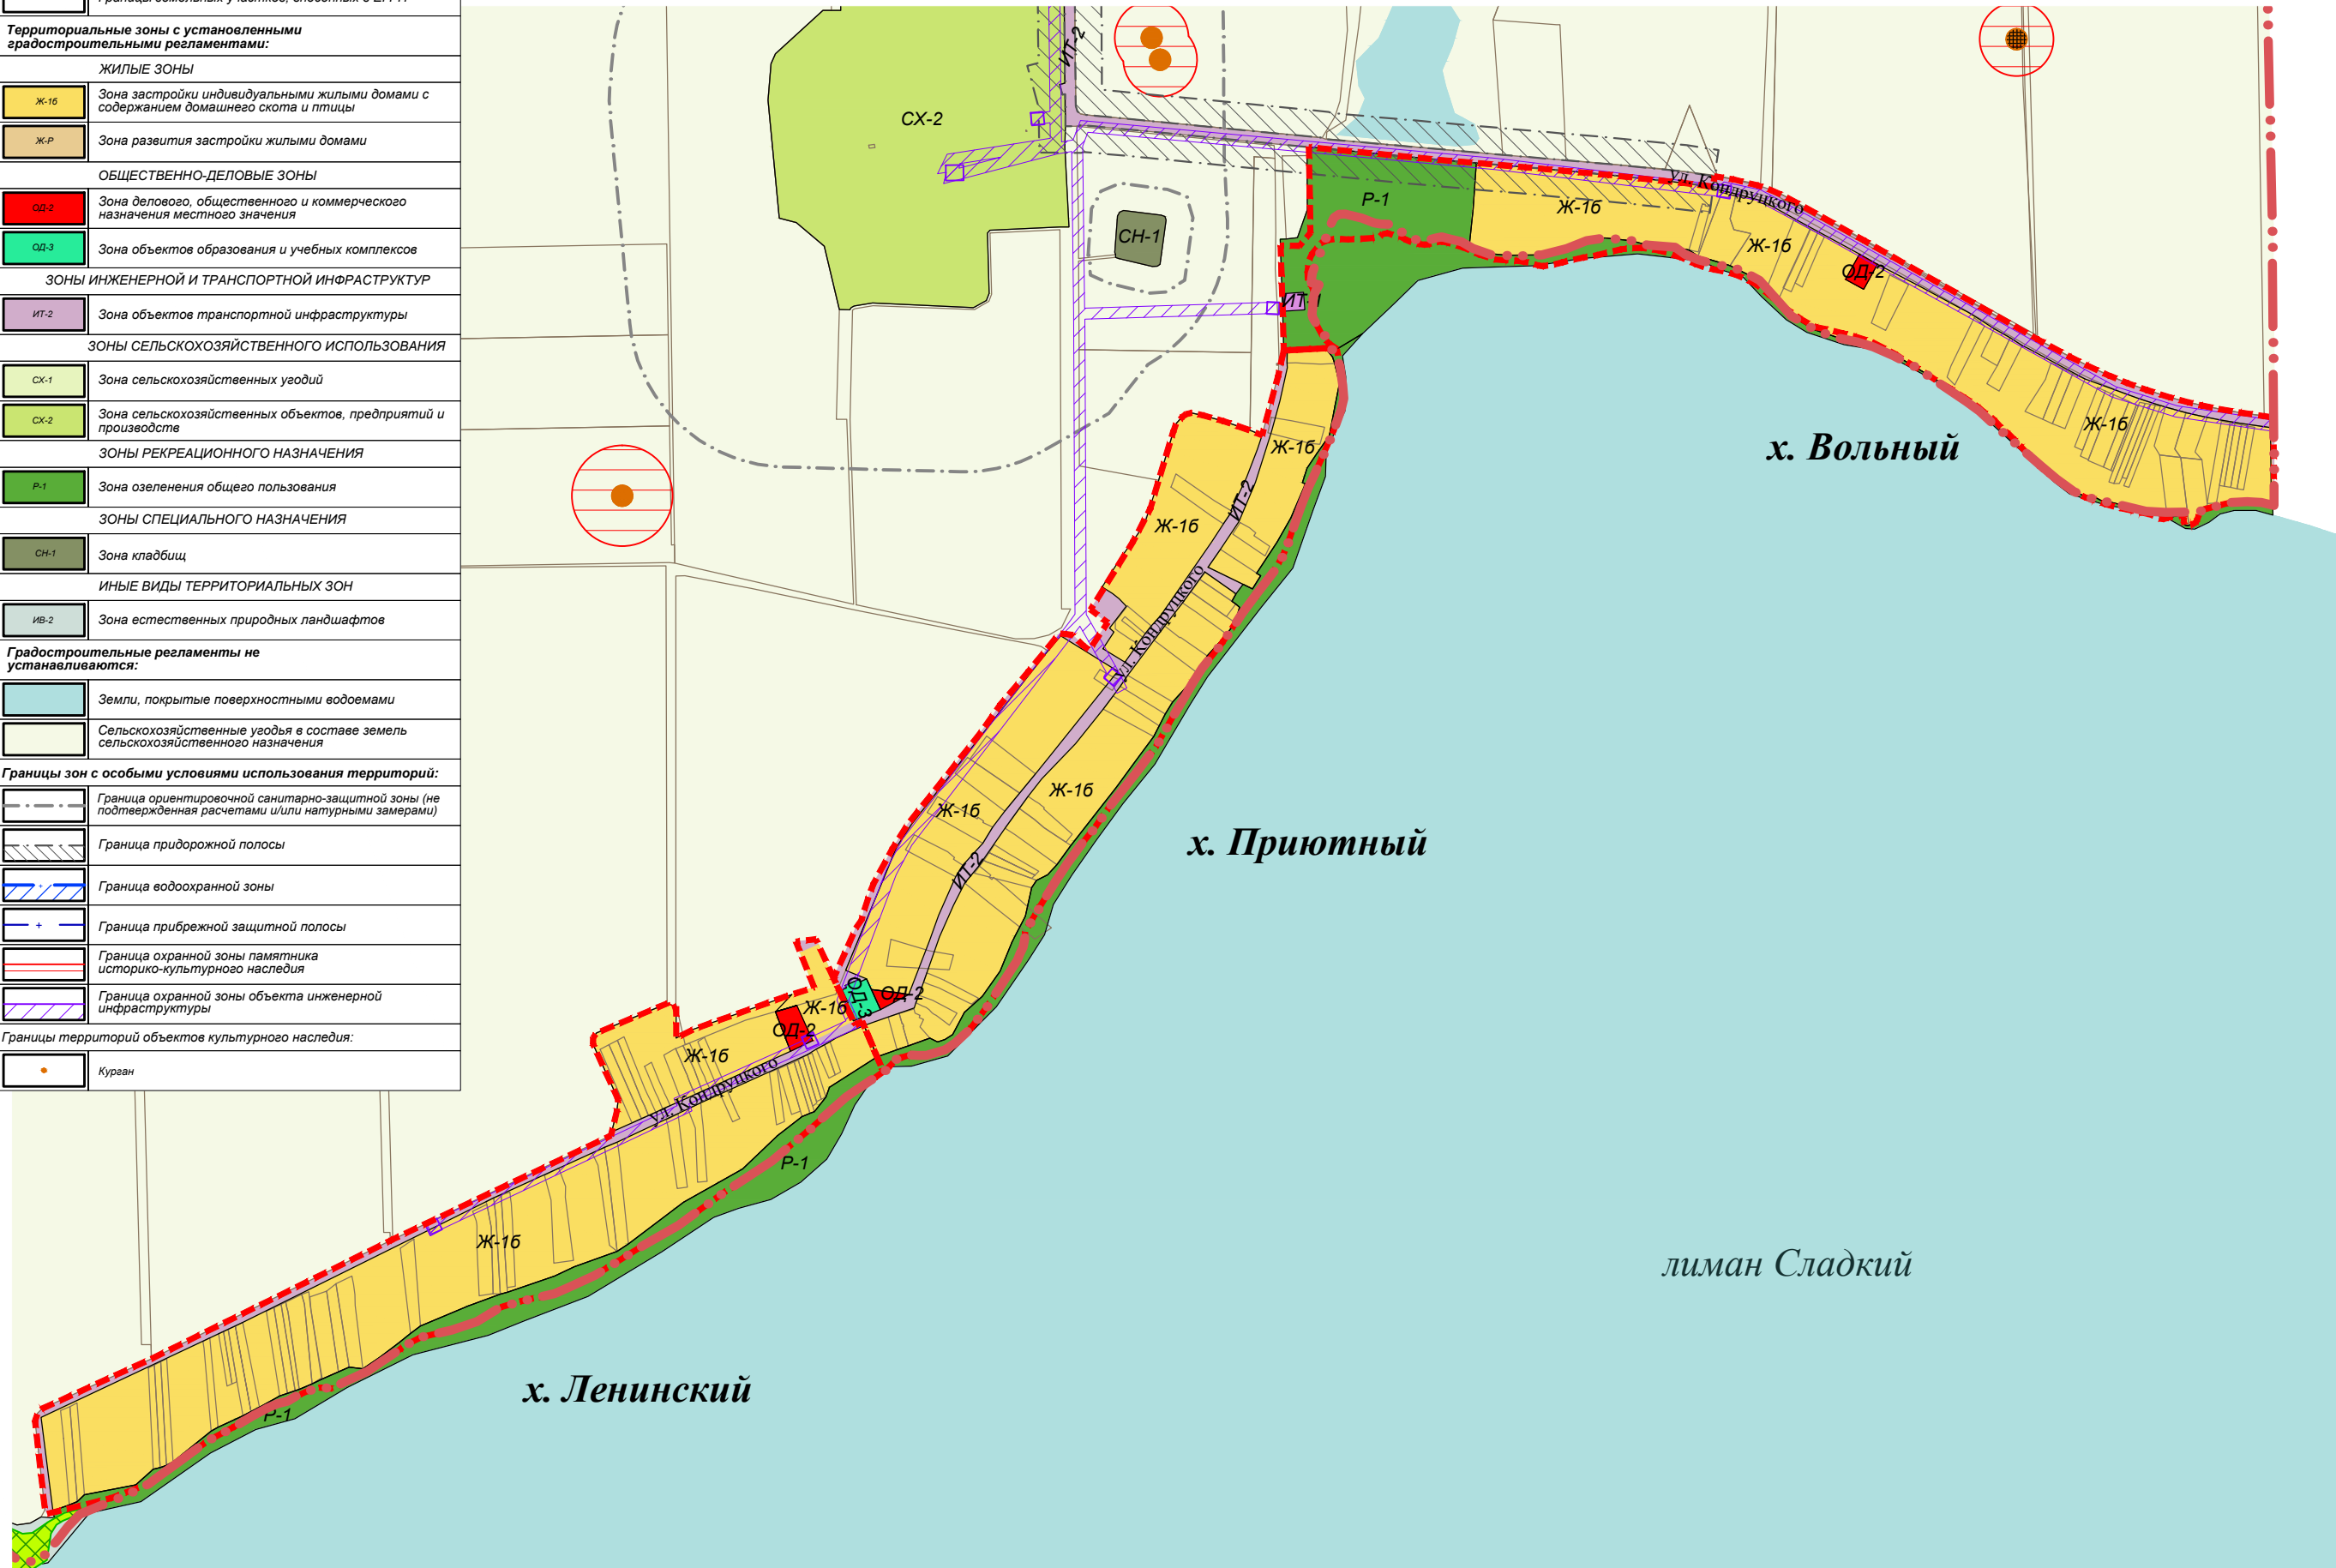 Территориальные зоны с установленными
градостроительными регламентами:
ЖИЛЫЕ ЗОНЫ
Ж-1б
Зона застройки индивидуальными жилыми домами с
содержанием домашнего скота и птицы
Ж-Р
Зона развития застройки жилыми домами
ОБЩЕСТВЕННО-ДЕЛОВЫЕ ЗОНЫ
ОД-2
Зона делового, общественного и коммерческого
назначения местного значения
ОД-3
Зона объектов образования и учебных комплексов
ЗОНЫ ИНЖЕНЕРНОЙ И ТРАНСПОРТНОЙ ИНФРАСТРУКТУР
ИТ-2
Зона объектов транспортной инфраструктуры
ЗОНЫ СЕЛЬСКОХОЗЯЙСТВЕННОГО ИСПОЛЬЗОВАНИЯ
СХ-1
Зона сельскохозяйственных угодий
СХ-2
Зона сельскохозяйственных объектов, предприятий и
производств
ЗОНЫ РЕКРЕАЦИОННОГО НАЗНАЧЕНИЯ
Р-1
Зона озеленения общего пользования
ЗОНЫ СПЕЦИАЛЬНОГО НАЗНАЧЕНИЯ
СН-1
Зона кладбищ
ИНЫЕ ВИДЫ ТЕРРИТОРИАЛЬНЫХ ЗОН
ИВ-2
Зона естественных природных ландшафтов
Градостроительные регламенты не
устанавливаются:
Земли, покрытые поверхностными водоемами
Сельскохозяйственные угодья в составе земель
сельскохозяйственного назначения
Границы зон с особыми условиями использования территорий:
Граница ориентировочной санитарно-защитной зоны (не
подтвержденная расчетами и/или натурными замерами)
Граница придорожной полосы
Граница водоохранной зоны
Граница прибрежной защитной полосы
Граница охранной зоны памятника
историко-культурного наследия
Граница охранной зоны объекта инженерной
инфраструктуры
Границы территорий объектов культурного наследия:
Курган
ИТ-2
СХ-2
СН-1
Р-1
ИТ-1
Ж-1б
ул. Кондруцкого
Ж-1б
ОД-2
Ж-1б
х. Вольный
Ж-1б
ИТ-2
Ж-1б
ул. Кондруцкого
Ж-1б
Ж-1б
ИТ-2
х. Приютный
ОД-3
ОД-2
Ж-1б
ОД-2
Ж-1б
ул. Кондруцкого
Р-1
Ж-1б
лиман Сладкий
х. Ленинский
Р-1